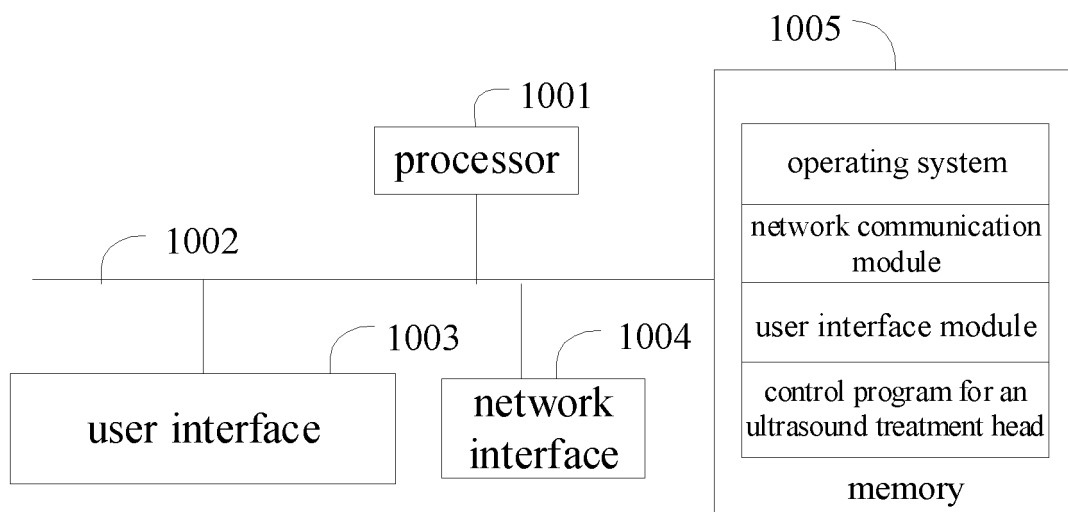 1005
1001
processor
operating system
1002
network communication
module
1003
1004
user interface module
user interface
network
interface
control program for an
ultrasound treatment head
memory